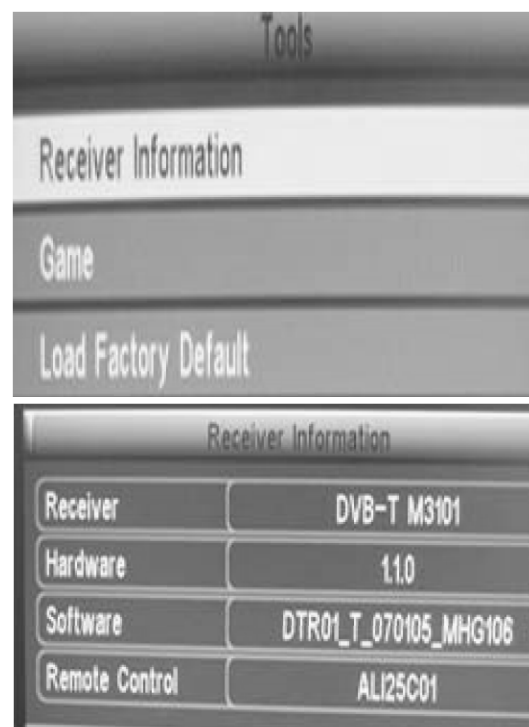 Tools
Receiver Information
Game
Load Factory Default
Receiver Information
Receiver DVB-T M3101
Hardware 1.1.0
Software DTR01_T_070105_MHG106
Remote Control ALI25C01